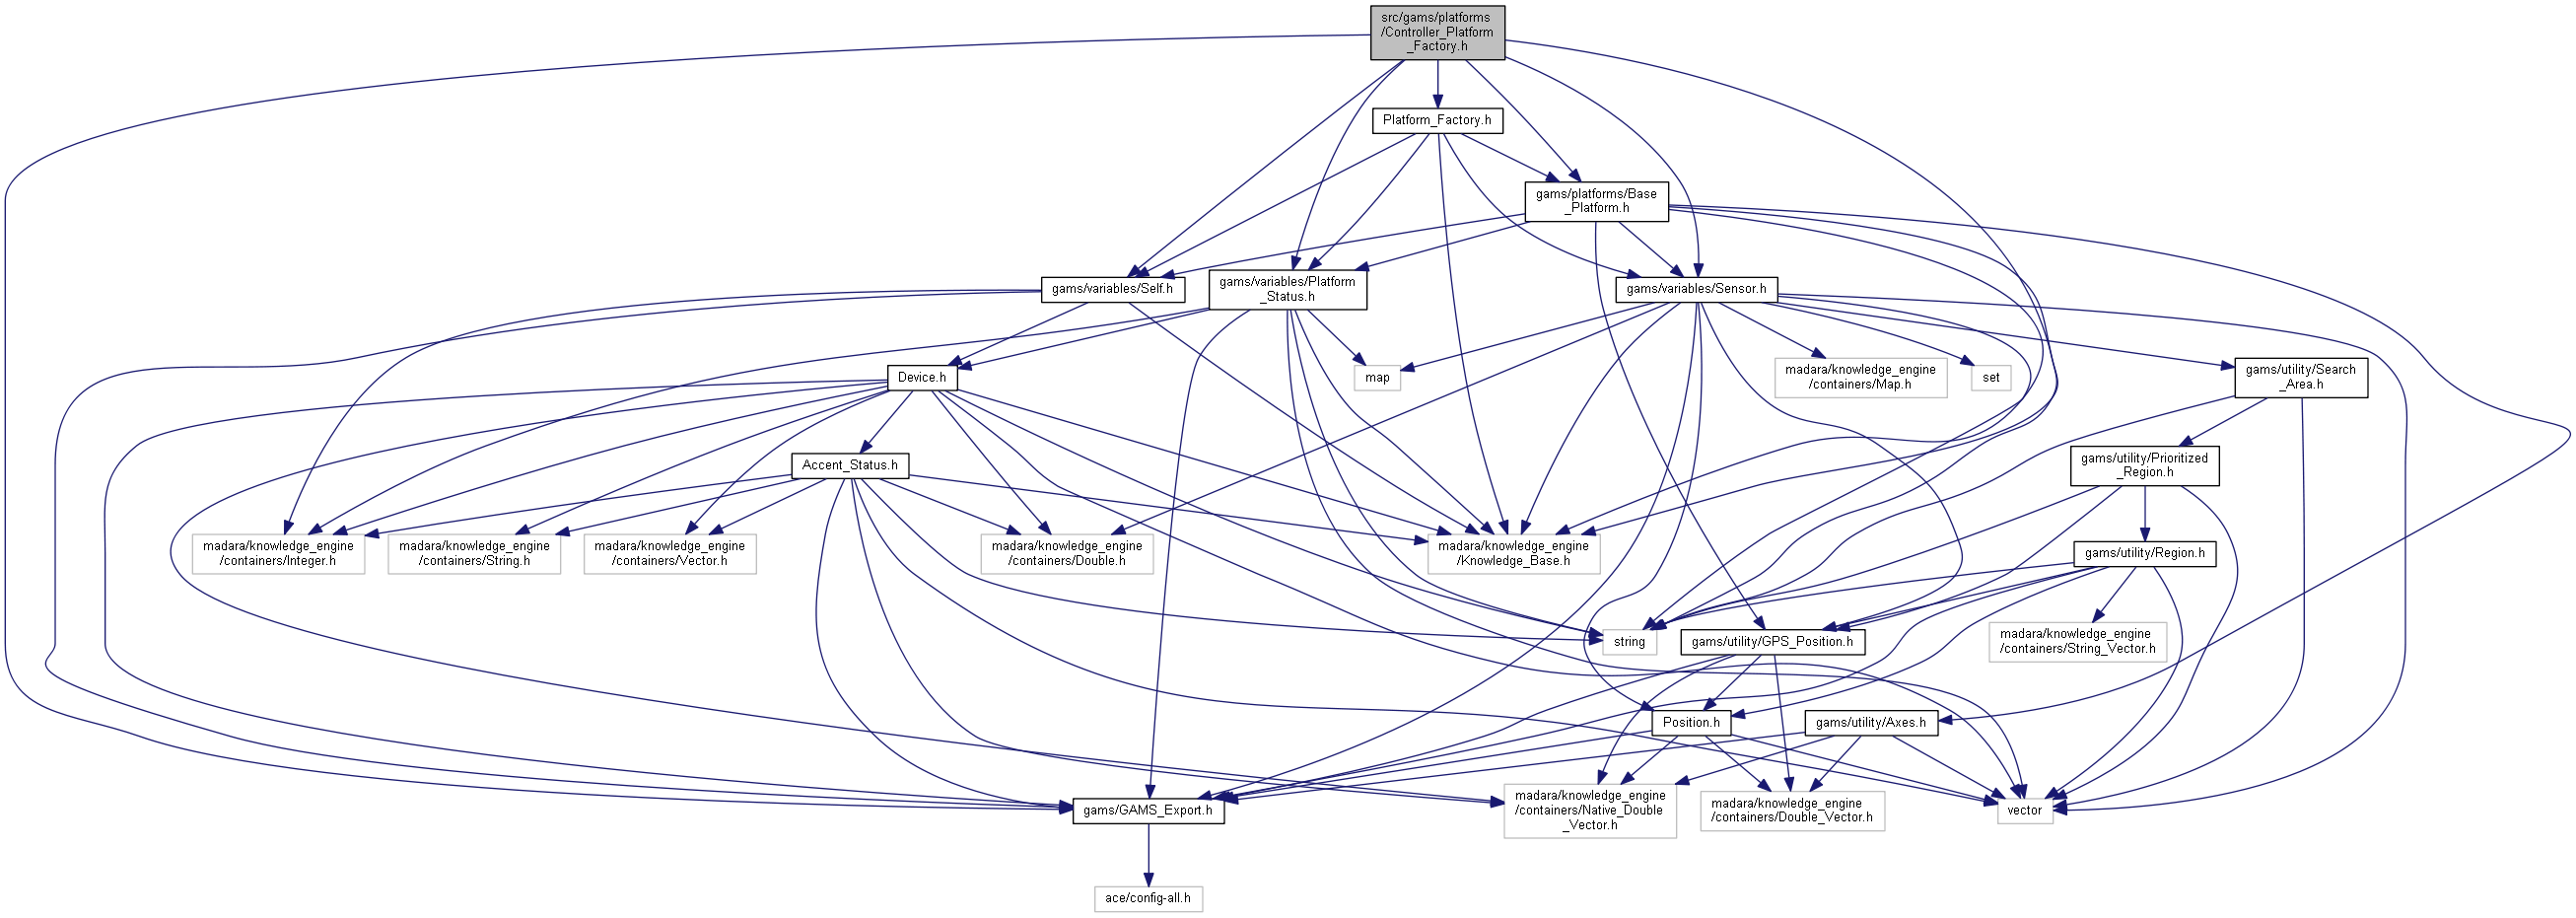 src/gams/platforms
/Controller_Platform
_Factory.h
Platform_Factory.h
gams/platforms/Base
_Platform.h
gams/variables/Self.h
gams/variables/Platform
_Status.h
gams/variables/Sensor.h
Device.h
map
madara/knowledge_engine
/containers/Map.h
set
gams/utility/Search
_Area.h
Accent_Status.h
gams/utility/Prioritized
_Region.h
madara/knowledge_engine
/containers/Integer.h
madara/knowledge_engine
/containers/String.h
madara/knowledge_engine
/containers/Vector.h
madara/knowledge_engine
/containers/Double.h
madara/knowledge_engine
/Knowledge_Base.h
gams/utility/Region.h
string
gams/utility/GPS_Position.h
madara/knowledge_engine
/containers/String_Vector.h
Position.h
gams/utility/Axes.h
gams/GAMS_Export.h
madara/knowledge_engine
/containers/Native_Double
_Vector.h
madara/knowledge_engine
/containers/Double_Vector.h
vector
ace/config-all.h